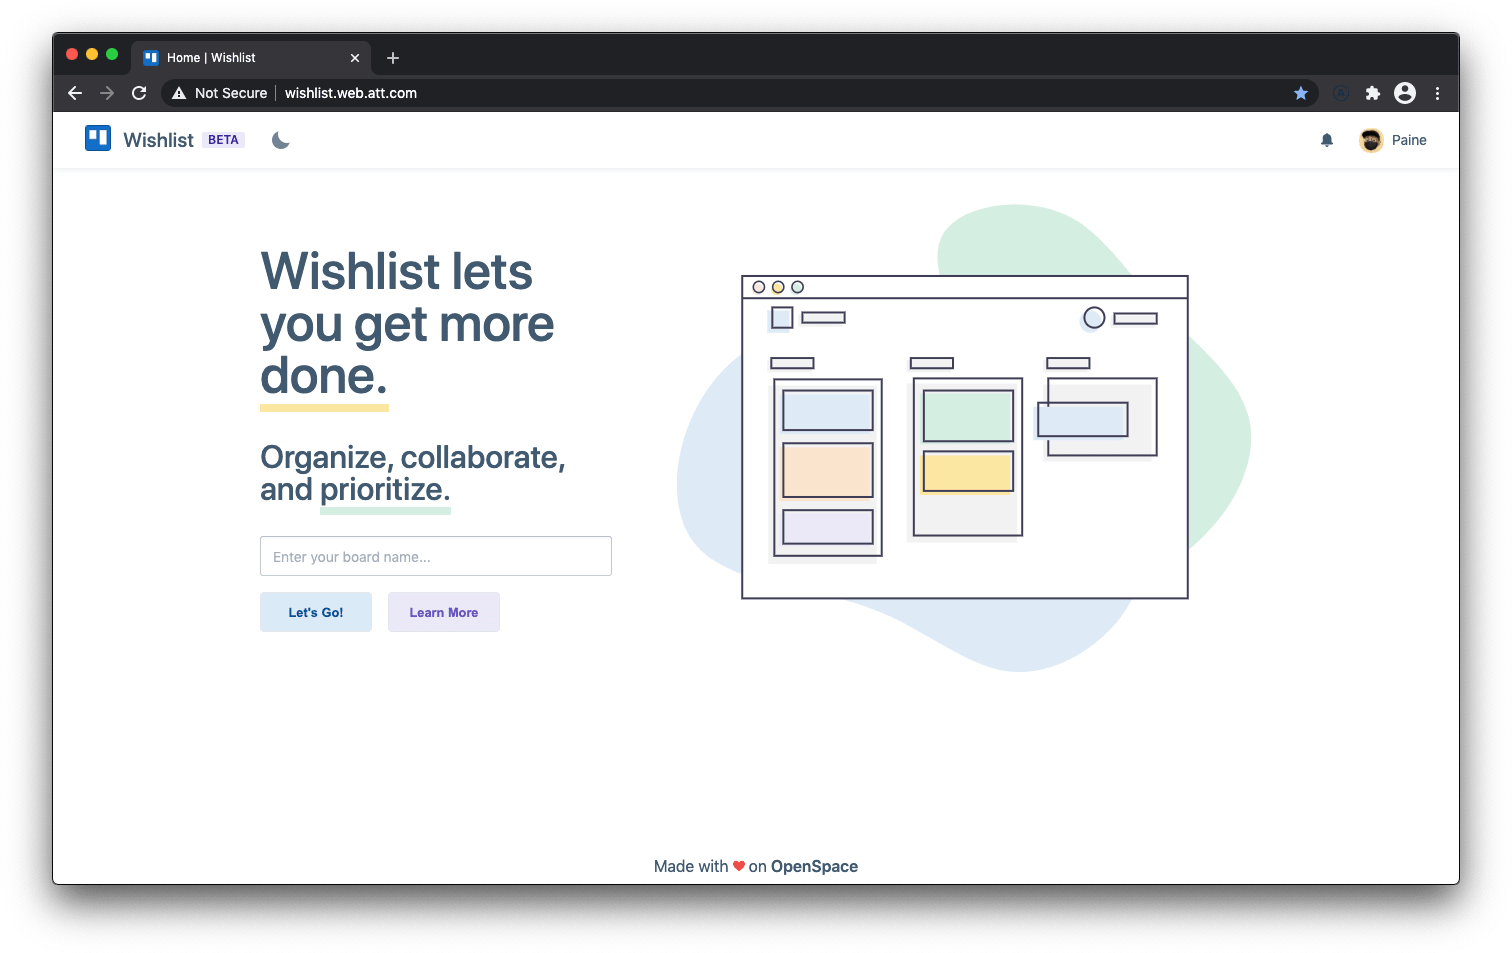 Home | Wishlist
Not Secure
wishlist.web.att.com
Wishlist BETA
Paine
Wishlist lets
you get more
done.
Organize, collaborate,
and prioritize.
Enter your board name...
Let's Go!
Learn More
Made with ❤ on OpenSpace